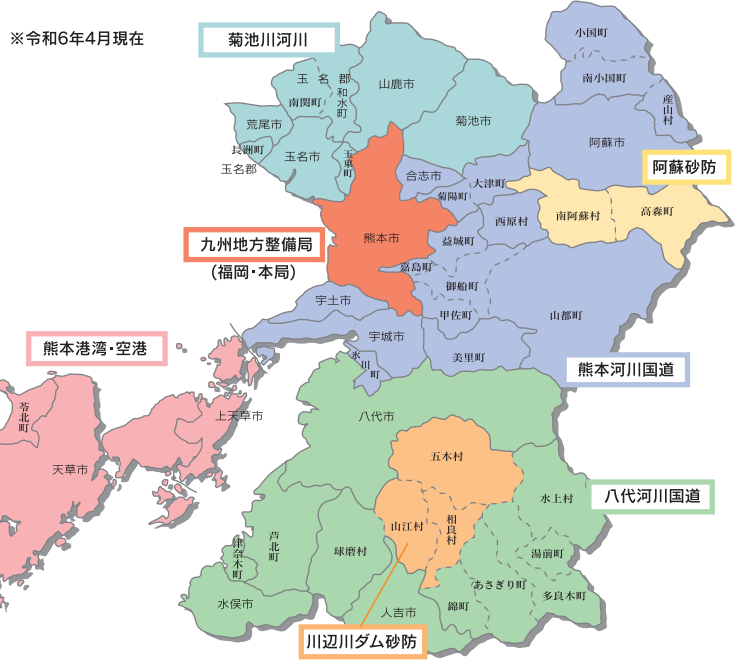 ※令和6年4月現在
菊池川河川
小国町
南小国町
産山村
玉名郡
和水町
南関町
山鹿市
菊池市
荒尾市
長洲町
玉名郡
玉名市
玉東町
阿蘇市
阿蘇砂防
合志市
菊陽町
大津町
西原村
南阿蘇村
高森町
九州地方整備局
(福岡・本局)
熊本市
益城町
嘉島町
御船町
甲佐町
山都町
宇土市
宇城市
氷川町
美里町
熊本港湾・空港
熊本河川国道
苓北町
上天草市
天草市
八代市
五木村
水上村
八代河川国道
山江村
相良村
湯前町
芦北町
津奈木町
球磨村
あさぎり町
多良木町
水俣市
人吉市
錦町
川辺川ダム砂防